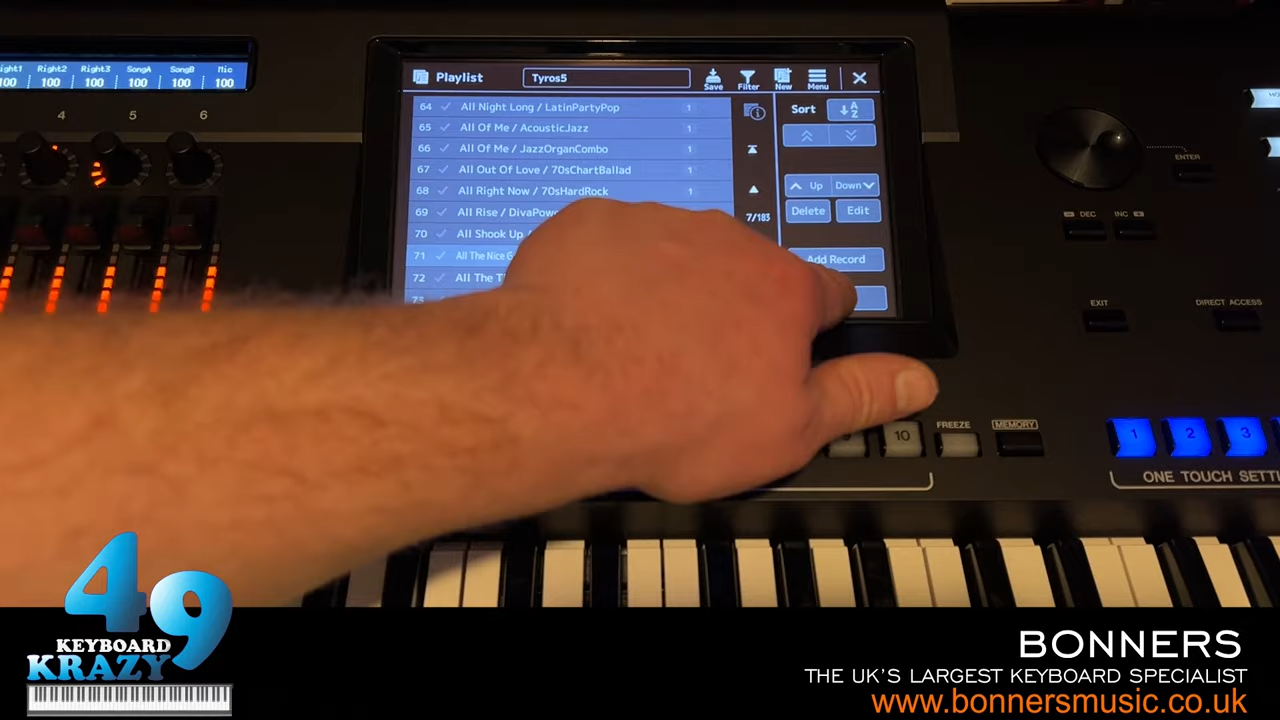 ight1 Right2 Right3 SongA SongB Mic
100 100 100 100 100 100
4 5 6
Playlist Tyros5 Save Filter New Menu
64 All Night Long / LatinPartyPop 1
65 All Of Me / AcousticJazz 1
66 All Of Me / JazzOrganCombo 1
67 All Out Of Love / 70sChartBallad 1
68 All Right Now / 70sHardRock 1
69 All Rise / DivaPow
70 All Shook Up
71 All The Nice G
72 All The T
73
7/183
Sort A Z
Up Down
Delete Edit
Add Record
ENTER
DEC INC
EXIT DIRECT ACCESS
9 10 FREEZE MEMORY
1 2 3
ONE TOUCH SETTI
49
KEYBOARD
KRAZY
BONNERS
THE UK'S LARGEST KEYBOARD SPECIALIST
www.bonnersmusic.co.uk